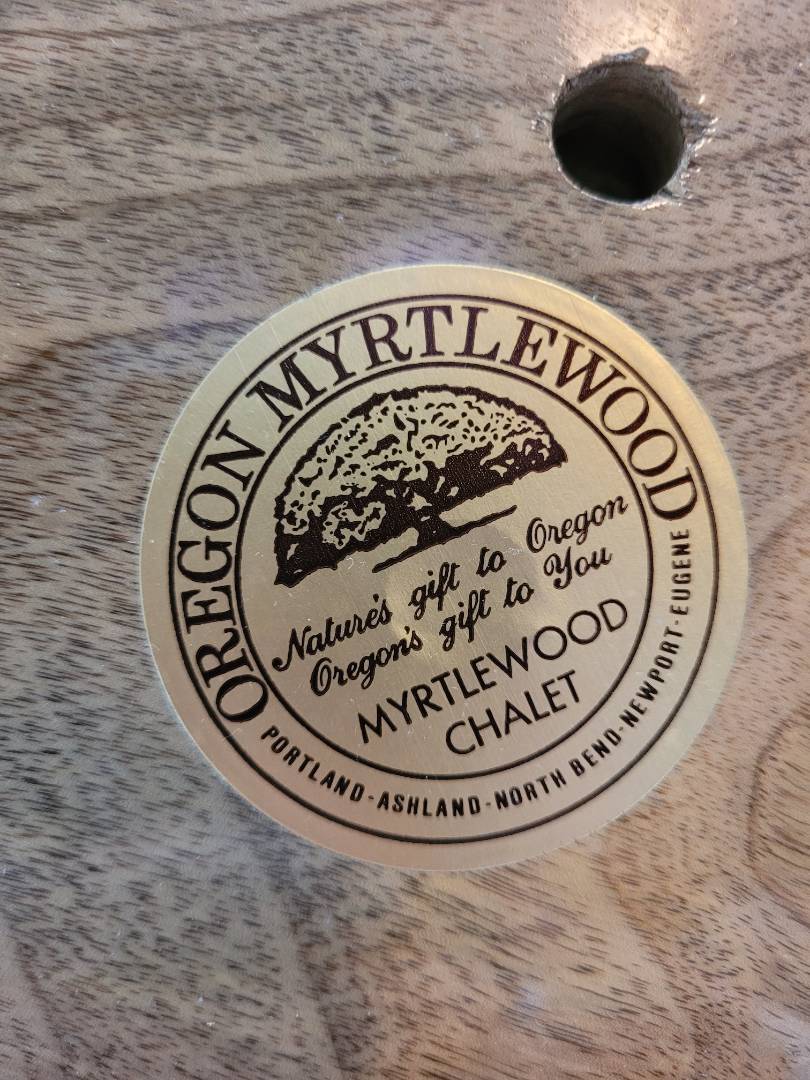 OREGON MYRTLEWOOD
Nature's gift to Oregon
Oregon's gift to You
MYRTLEWOOD
CHALET
PORTLAND-ASHLAND-NORTH BEND-NEWPORT-EUGENE